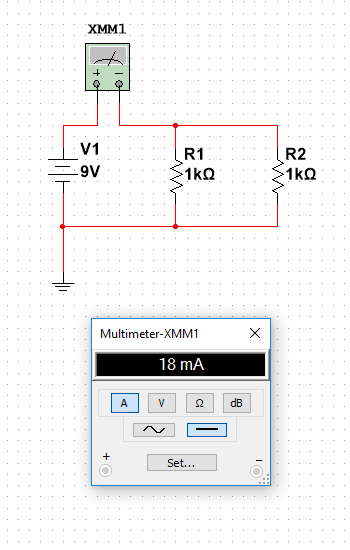 XMM1
V1
9V
R1
1kΩ
R2
1kΩ
Multimeter-XMM1
18 mA
A
V
Ω
dB
Set...